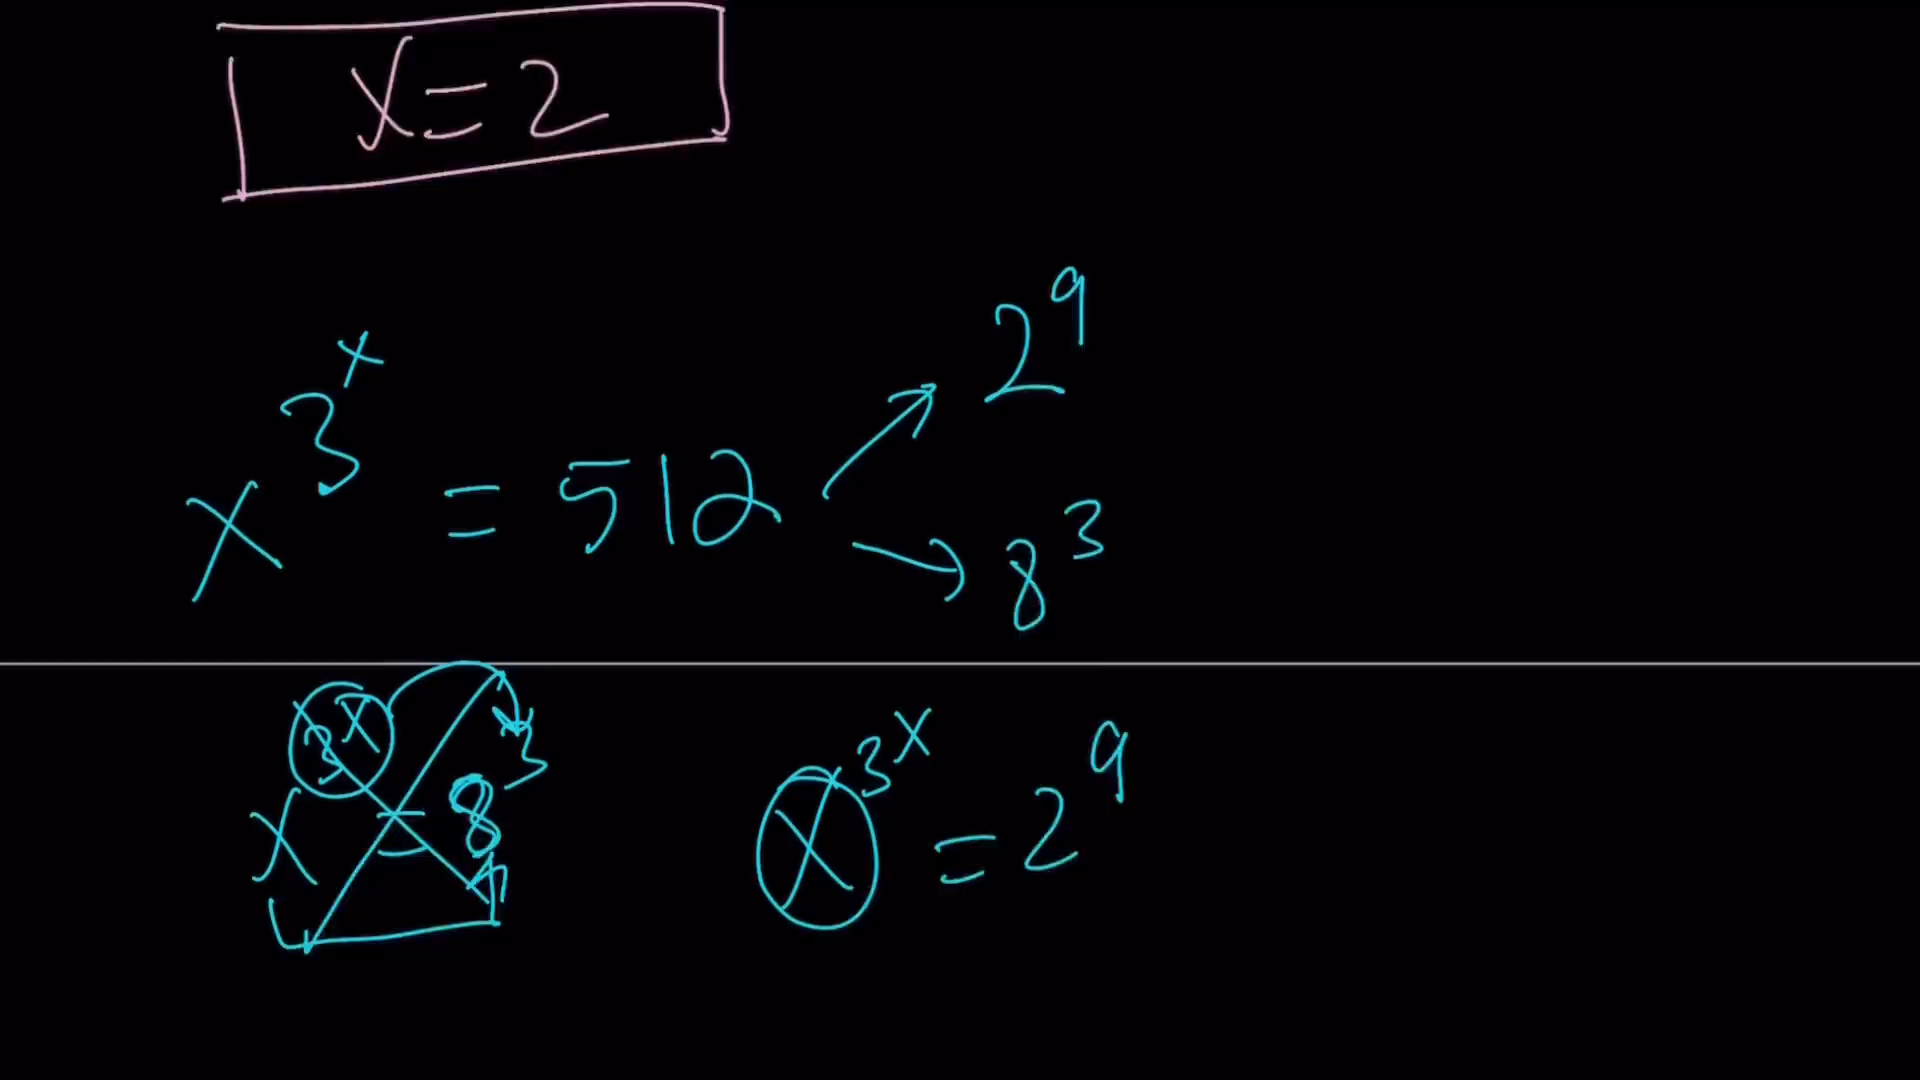 x=2
x^{3^x} = 512 → 2^9
→ 8^3
x^{3^x} = 8^3
x^{3^x} = 2^9